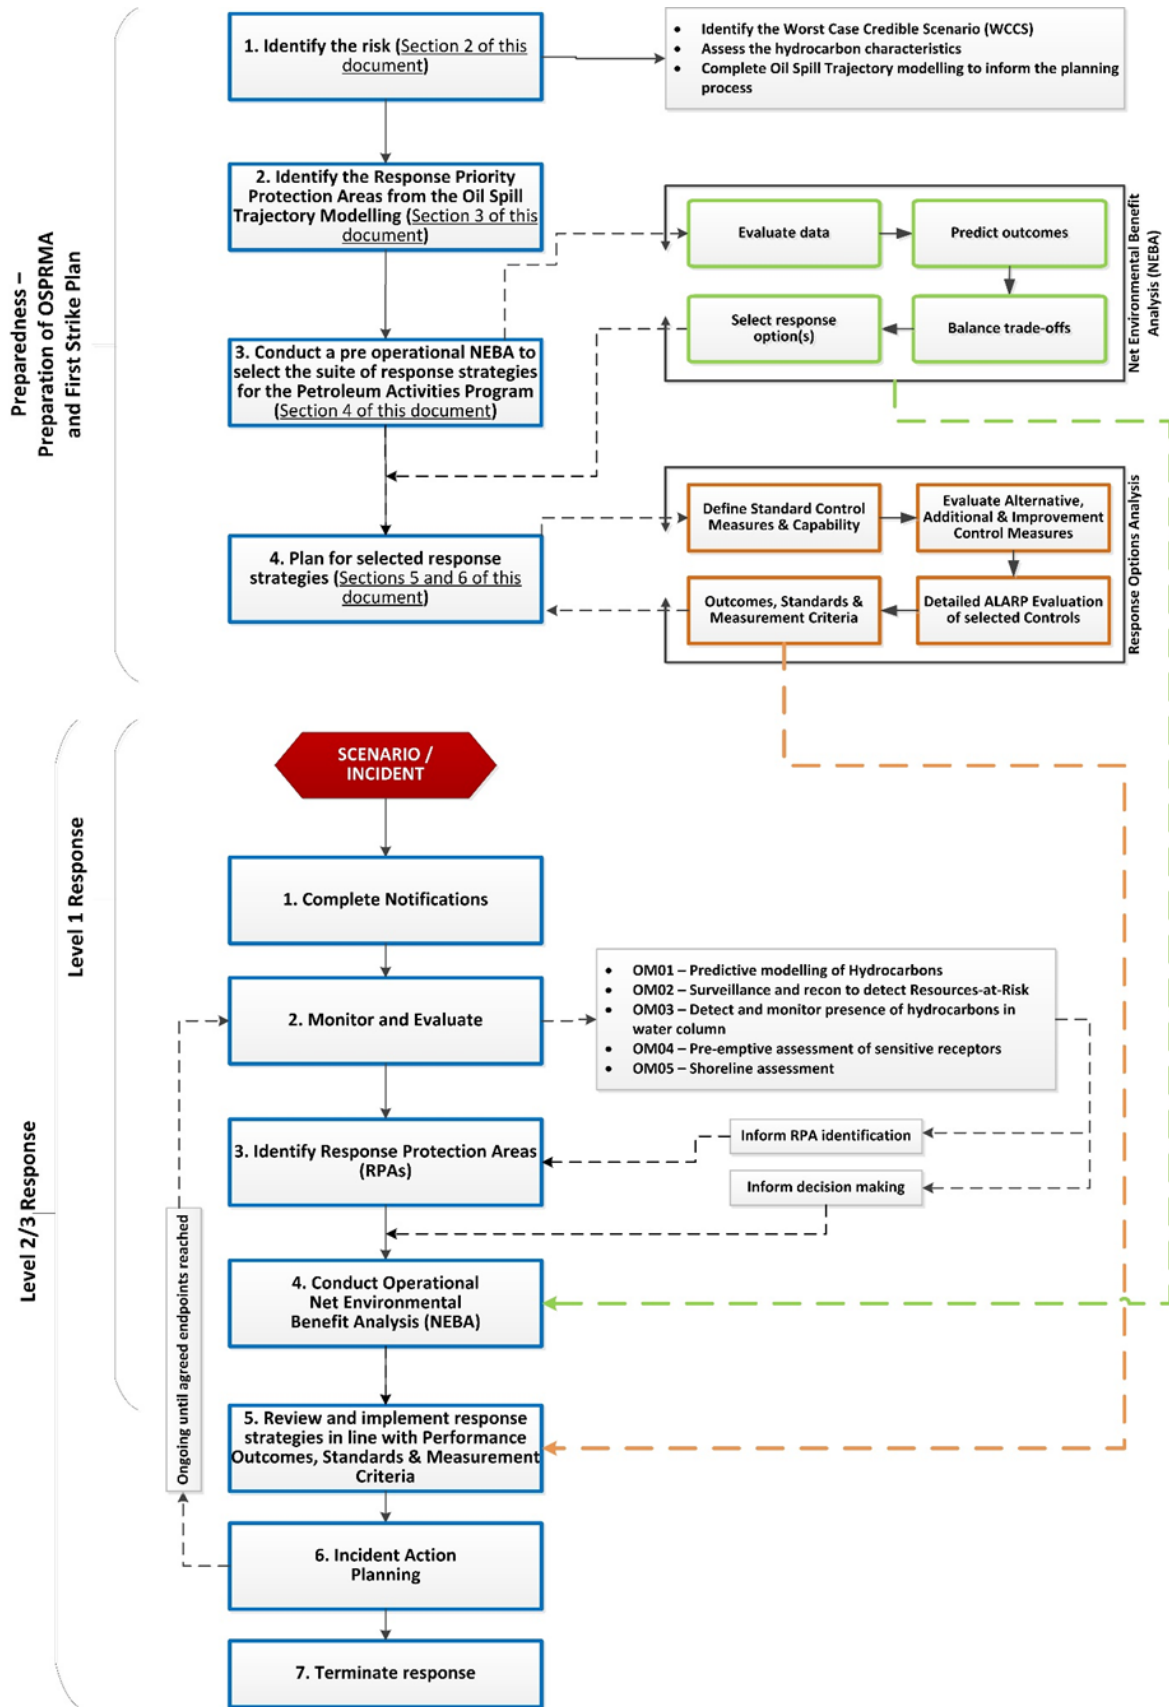 Preparedness –
Preparation of OSPRMA
and First Strike Plan
1. Identify the risk (Section 2 of this
document)
• Identify the Worst Case Credible Scenario (WCCS)
• Assess the hydrocarbon characteristics
• Complete Oil Spill Trajectory modelling to inform the planning
process
2. Identify the Response Priority
Protection Areas from the Oil Spill
Trajectory Modelling (Section 3 of this
document)
Evaluate data
Predict outcomes
Select response
option(s)
Balance trade-offs
Net Environmental Benefit
Analysis (NEBA)
3. Conduct a pre operational NEBA to
select the suite of response strategies
for the Petroleum Activities Program
(Section 4 of this document)
4. Plan for selected response
strategies (Sections 5 and 6 of this
document)
Define Standard Control
Measures & Capability
Evaluate Alternative,
Additional & Improvement
Control Measures
Outcomes, Standards &
Measurement Criteria
Detailed ALARP Evaluation
of selected Controls
Response Options Analysis
Level 2/3 Response
Level 1 Response
SCENARIO /
INCIDENT
1. Complete Notifications
2. Monitor and Evaluate
• OM01 – Predictive modelling of Hydrocarbons
• OM02 – Surveillance and recon to detect Resources-at-Risk
• OM03 – Detect and monitor presence of hydrocarbons in
water column
• OM04 – Pre-emptive assessment of sensitive receptors
• OM05 – Shoreline assessment
3. Identify Response Protection Areas
(RPAs)
Inform RPA identification
Inform decision making
4. Conduct Operational
Net Environmental
Benefit Analysis (NEBA)
Ongoing until agreed endpoints reached
5. Review and implement response
strategies in line with Performance
Outcomes, Standards & Measurement
Criteria
6. Incident Action
Planning
7. Terminate response